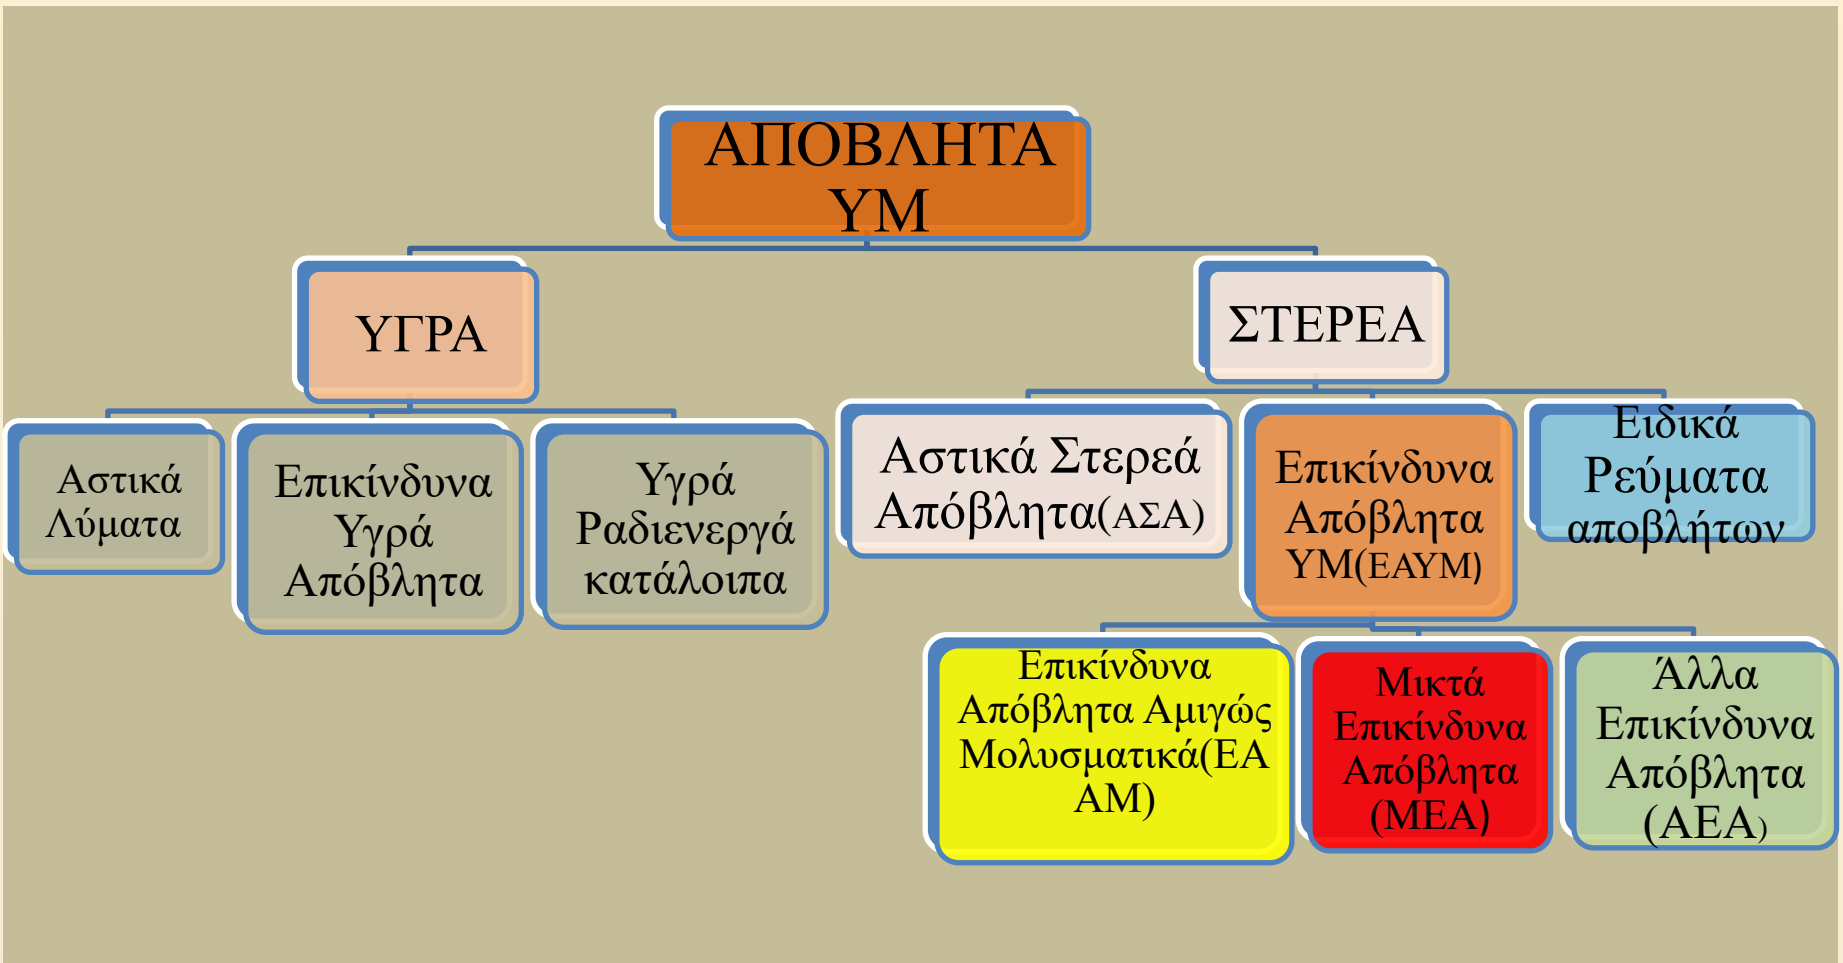 ΑΠΟΒΛΗΤΑ
ΥΜ
ΥΓΡΑ
ΣΤΕΡΕΑ
Αστικά
Λύματα
Επικίνδυνα
Υγρά
Απόβλητα
Υγρά
Ραδιενεργά
κατάλοιπα
Αστικά Στερεά
Απόβλητα(ΑΣΑ)
Επικίνδυνα
Απόβλητα
ΥΜ(ΕΑΥΜ)
Ειδικά
Ρεύματα
αποβλήτων
Επικίνδυνα
Απόβλητα Αμιγώς
Μολυσματικά(ΕΑ
ΑΜ)
Μικτά
Επικίνδυνα
Απόβλητα
(ΜΕΑ)
Άλλα
Επικίνδυνα
Απόβλητα
(ΑΕΑ)